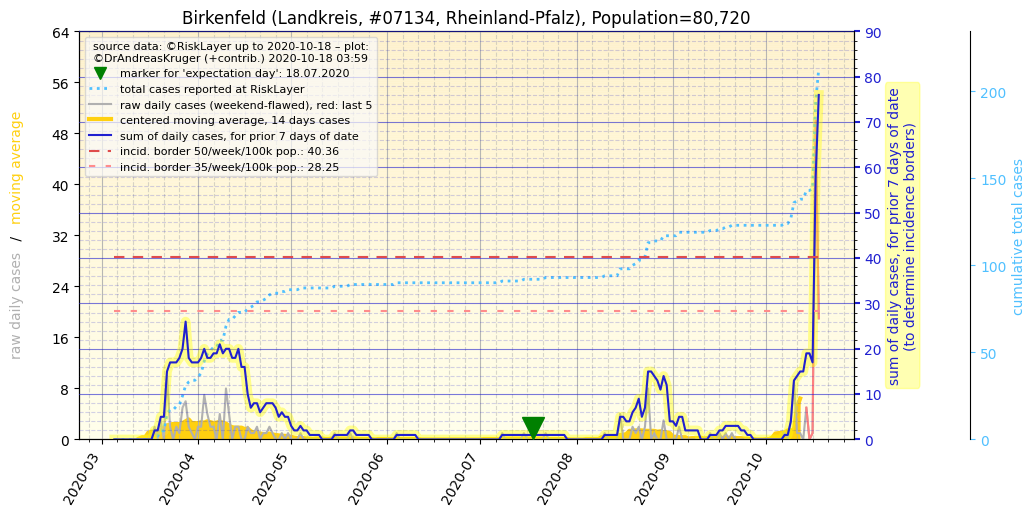 Birkenfeld (Landkreis, #07134, Rheinland-Pfalz), Population=80,720
source data: ©RiskLayer up to 2020-10-18 – plot:
©DrAndreasKruger (+contrib.) 2020-10-18 03:59
marker for 'expectation day': 18.07.2020
total cases reported at RiskLayer
raw daily cases (weekend-flawed), red: last 5
centered moving average, 14 days cases
sum of daily cases, for prior 7 days of date
incid. border 50/week/100k pop.: 40.36
incid. border 35/week/100k pop.: 28.25
raw daily cases / moving average
64
56
48
40
32
24
16
8
0
2020-03
2020-04
2020-05
2020-06
2020-07
2020-08
2020-09
2020-10
90
80
70
60
50
40
30
20
10
0
sum of daily cases, for prior 7 days of date
(to determine incidence borders)
200
150
100
50
0
cumulative total cases